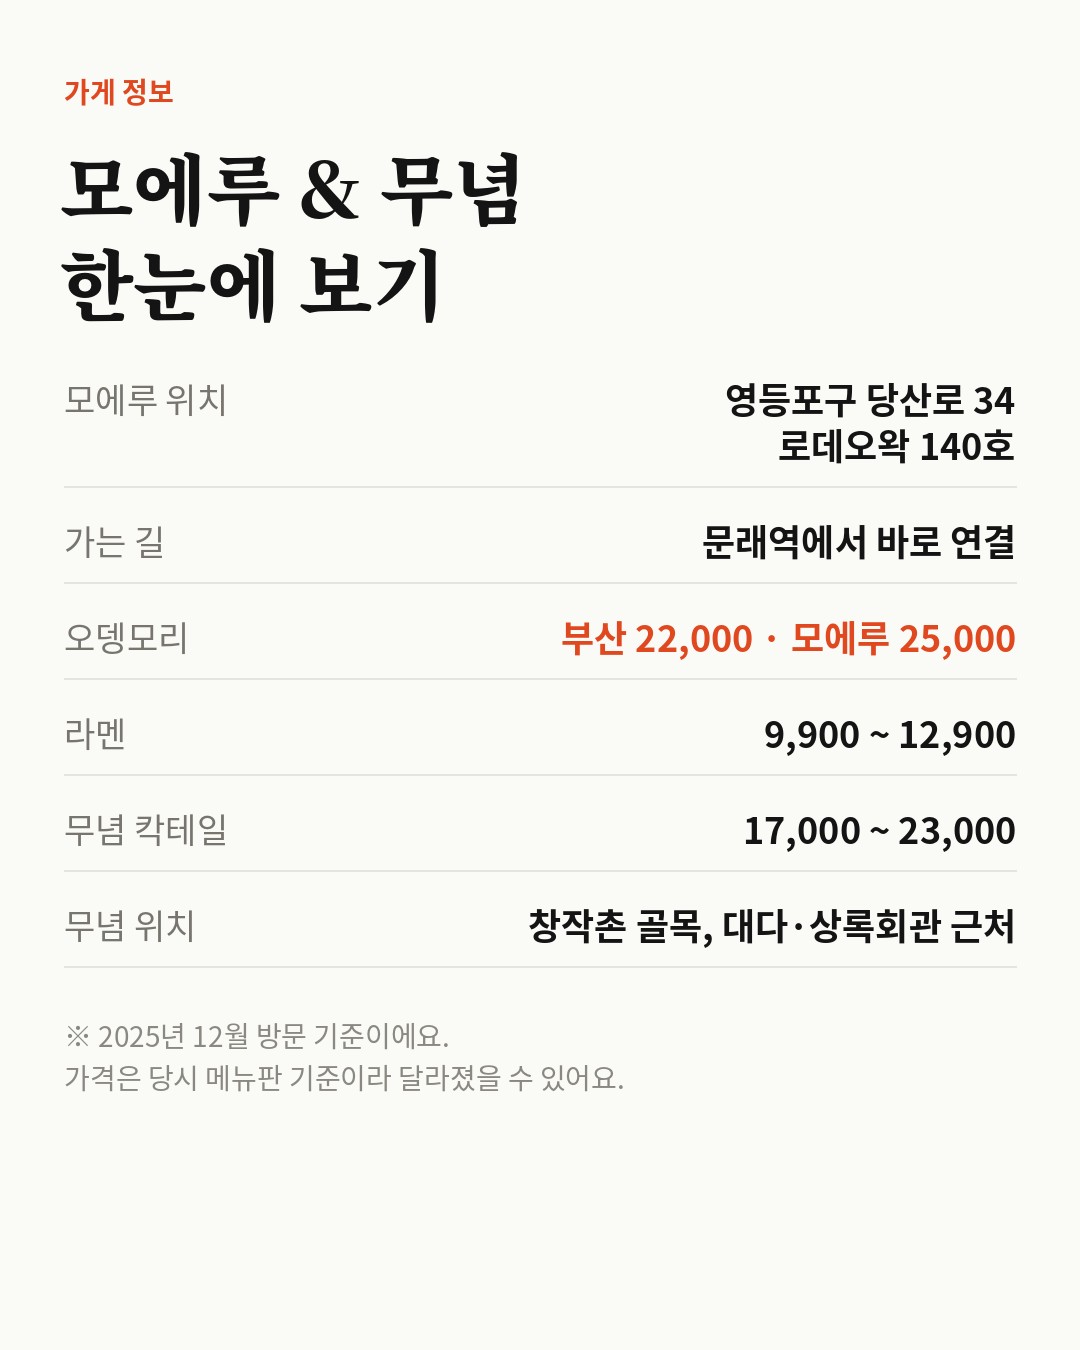 가게 정보
모에루 & 무념
한눈에 보기
모에루 위치
영등포구 당산로 34
로데오왁 140호
가는 길
문래역에서 바로 연결
오뎅모리
부산 22,000 · 모에루 25,000
라멘
9,900 ~ 12,900
무념 칵테일
17,000 ~ 23,000
무념 위치
창작촌 골목, 대다·상록회관 근처
※ 2025년 12월 방문 기준이에요.
가격은 당시 메뉴판 기준이라 달라졌을 수 있어요.